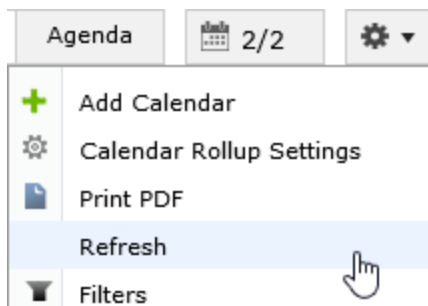 Agenda 2/2
Add Calendar
Calendar Rollup Settings
Print PDF
Refresh
Filters